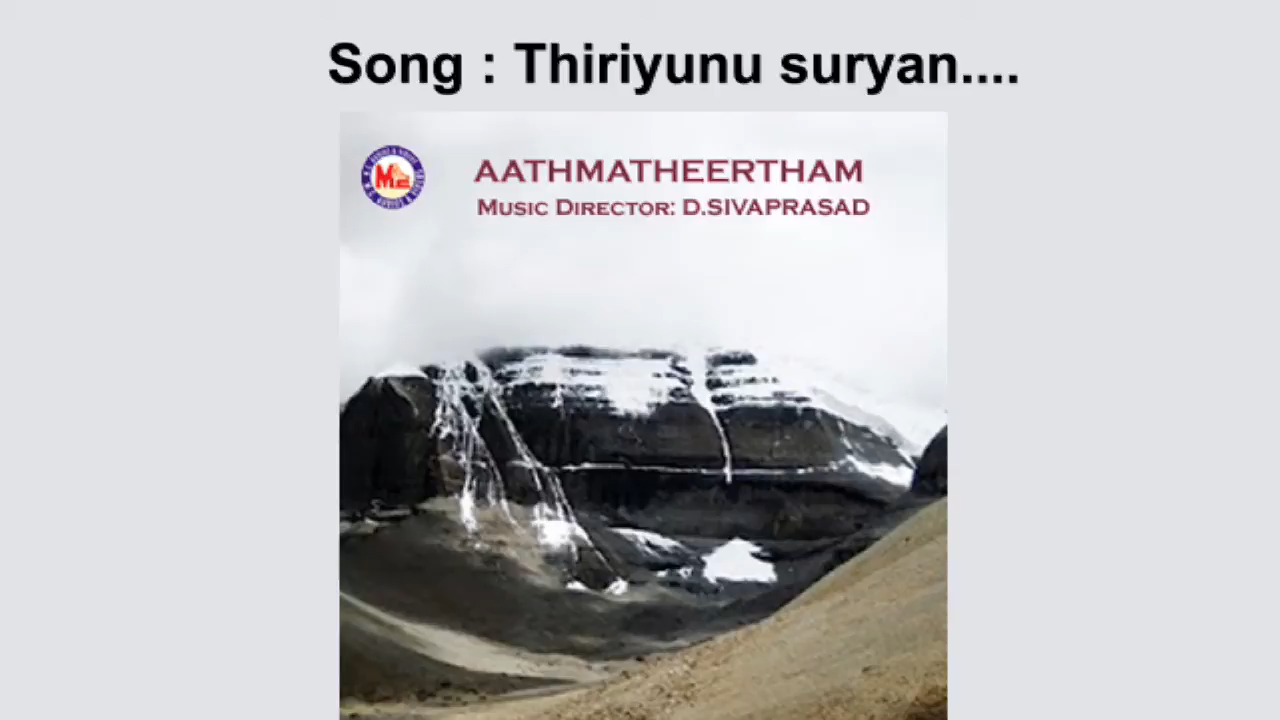 Song : Thiriyunu suryan....
AATHMATHEERTHAM
MUSIC DIRECTOR: D.SIVAPRASAD